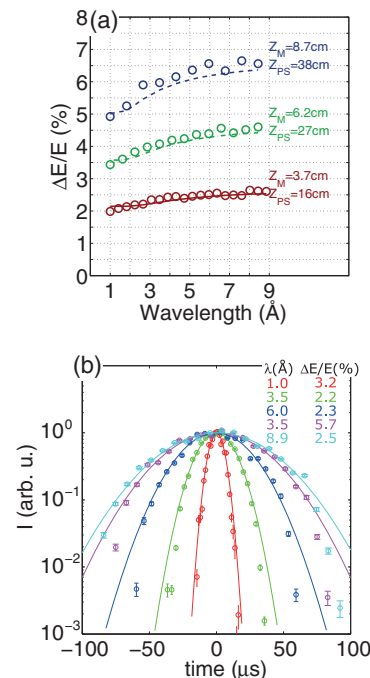 (a)
8
7
6
5
4
3
2
1
0
ΔE/E (%)
Z_M=8.7cm
Z_PS=38cm
Z_M=6.2cm
Z_PS=27cm
Z_M=3.7cm
Z_PS=16cm
1 3 5 7 9
Wavelength (Å)
(b)
λ(Å) ΔE/E(%)
1.0 3.2
3.5 2.2
6.0 2.3
3.5 5.7
8.9 2.5
10^0
10^-1
10^-2
10^-3
I (arb. u.)
-100 -50 0 50 100
time (μs)